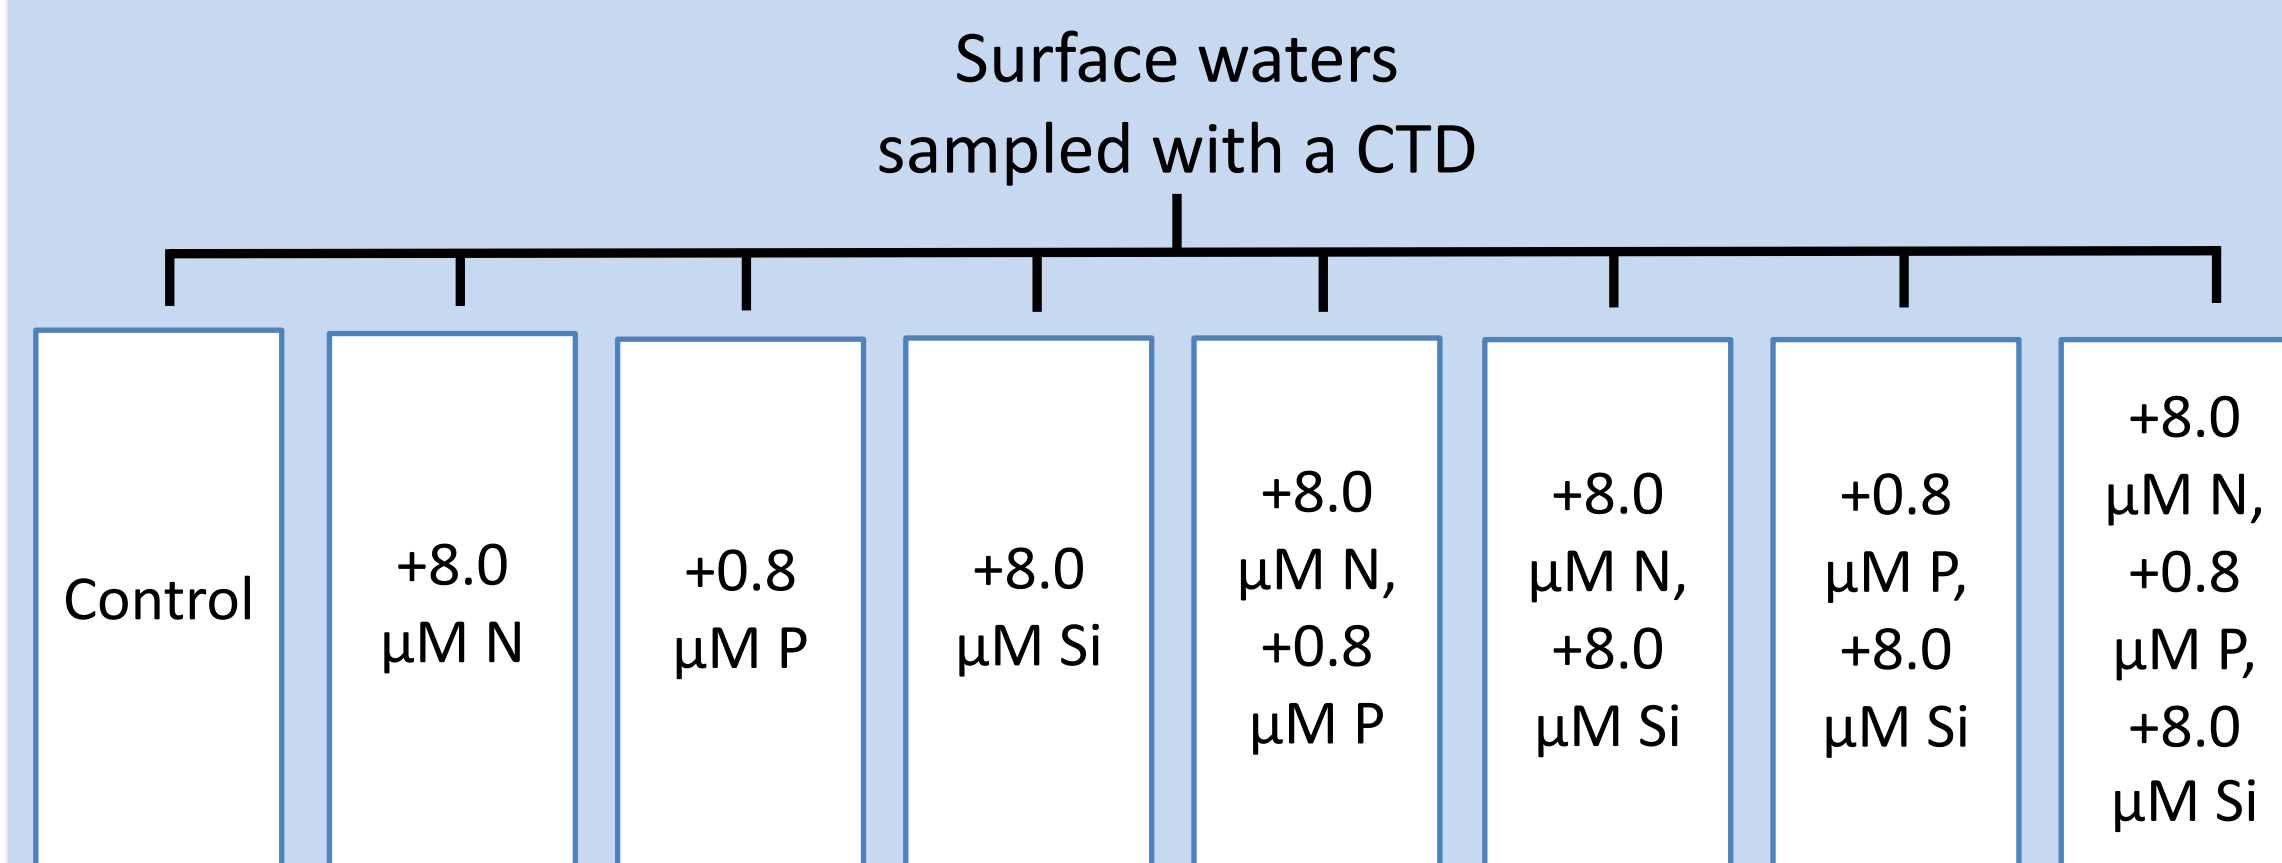 Surface waters
sampled with a CTD
Control
+8.0
µM N
+0.8
µM P
+8.0
µM Si
+8.0
µM N,
+0.8
µM P
+8.0
µM N,
+8.0
µM Si
+0.8
µM P,
+8.0
µM Si
+8.0
µM N,
+0.8
µM P,
+8.0
µM Si